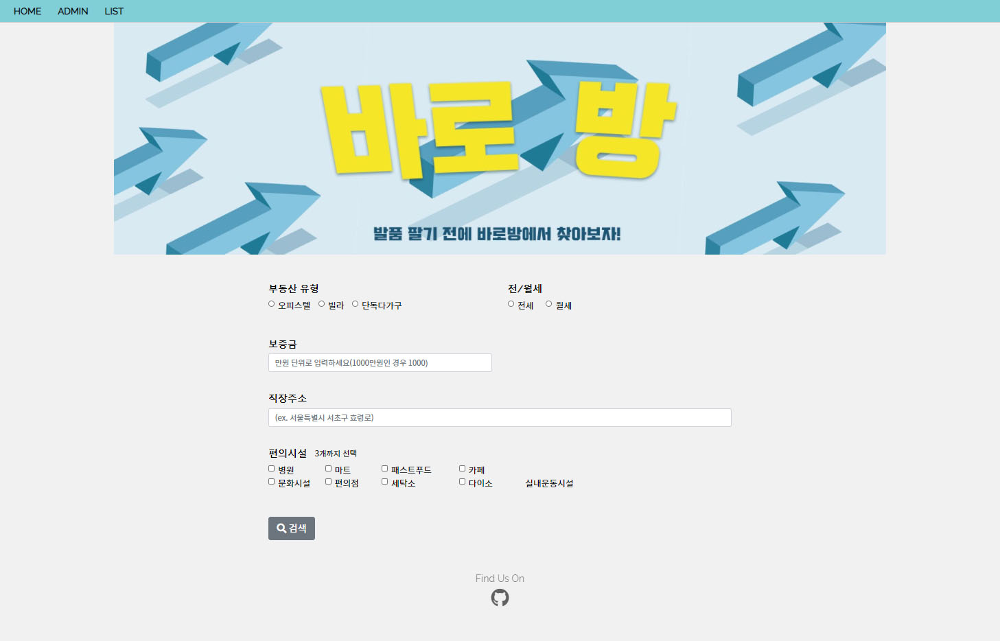 HOME ADMIN LIST
바로 방
발품 팔기 전에 바로방에서 찾아보자!
부동산 유형 전/월세
오피스텔 빌라 단독다가구 전세 월세
보증금
만원 단위로 입력하세요(1000만원인 경우 1000)
직장주소
(ex. 서울특별시 서초구 효령로)
편의시설 3개까지 선택
병원 마트 패스트푸드 카페
문화시설 편의점 세탁소 다이소 실내운동시설
검색
Find Us On